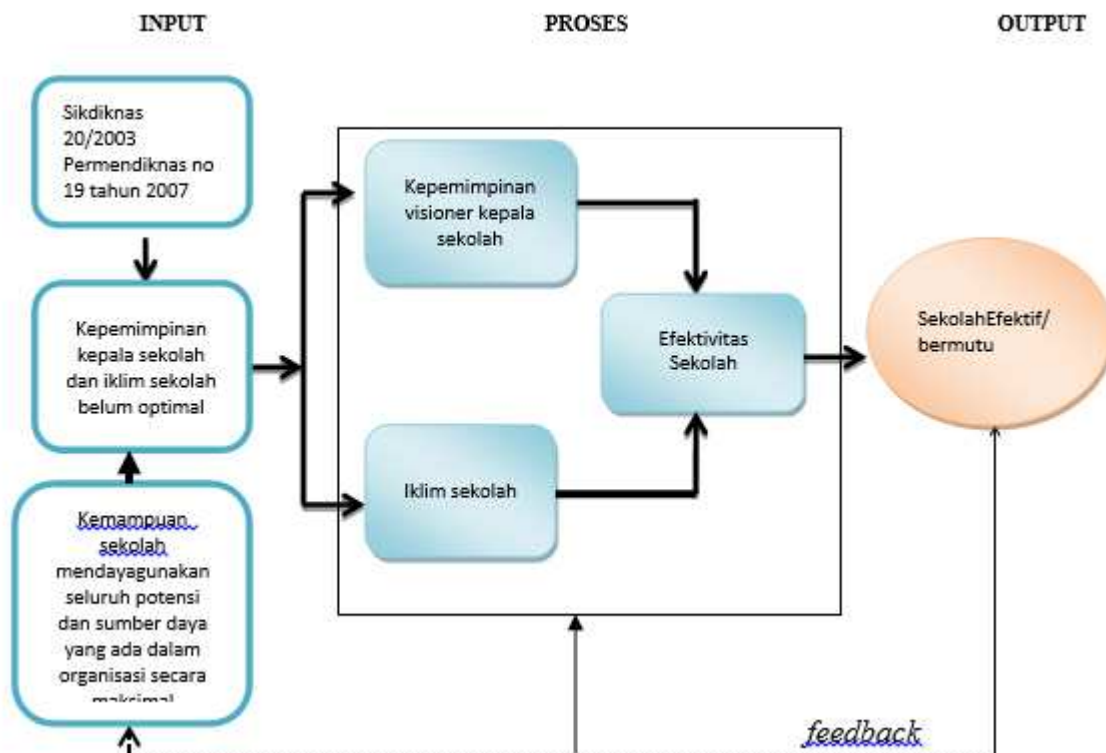 INPUT
PROSES
OUTPUT
Sikdiknas
20/2003
Permendiknas no
19 tahun 2007
Kepemimpinan
kepala sekolah
dan iklim sekolah
belum optimal
Kemampuan
sekolah
mendayagunakan
seluruh potensi
dan sumber daya
yang ada dalam
organisasi secara
maksimal
Kepemimpinan
visioner kepala
sekolah
Iklim sekolah
Efektivitas
Sekolah
SekolahEfektif/
bermutu
feedback